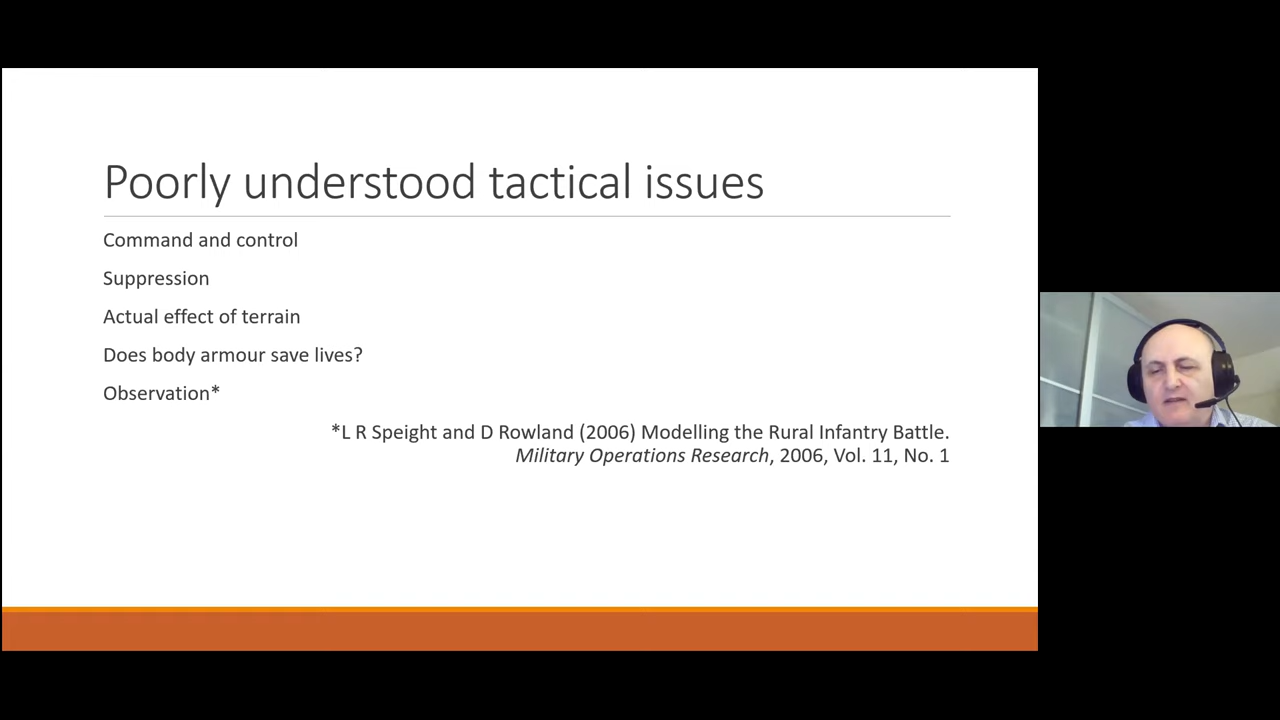 Poorly understood tactical issues
Command and control
Suppression
Actual effect of terrain
Does body armour save lives?
Observation*
*L R Speight and D Rowland (2006) Modelling the Rural Infantry Battle.
Military Operations Research, 2006, Vol. 11, No. 1